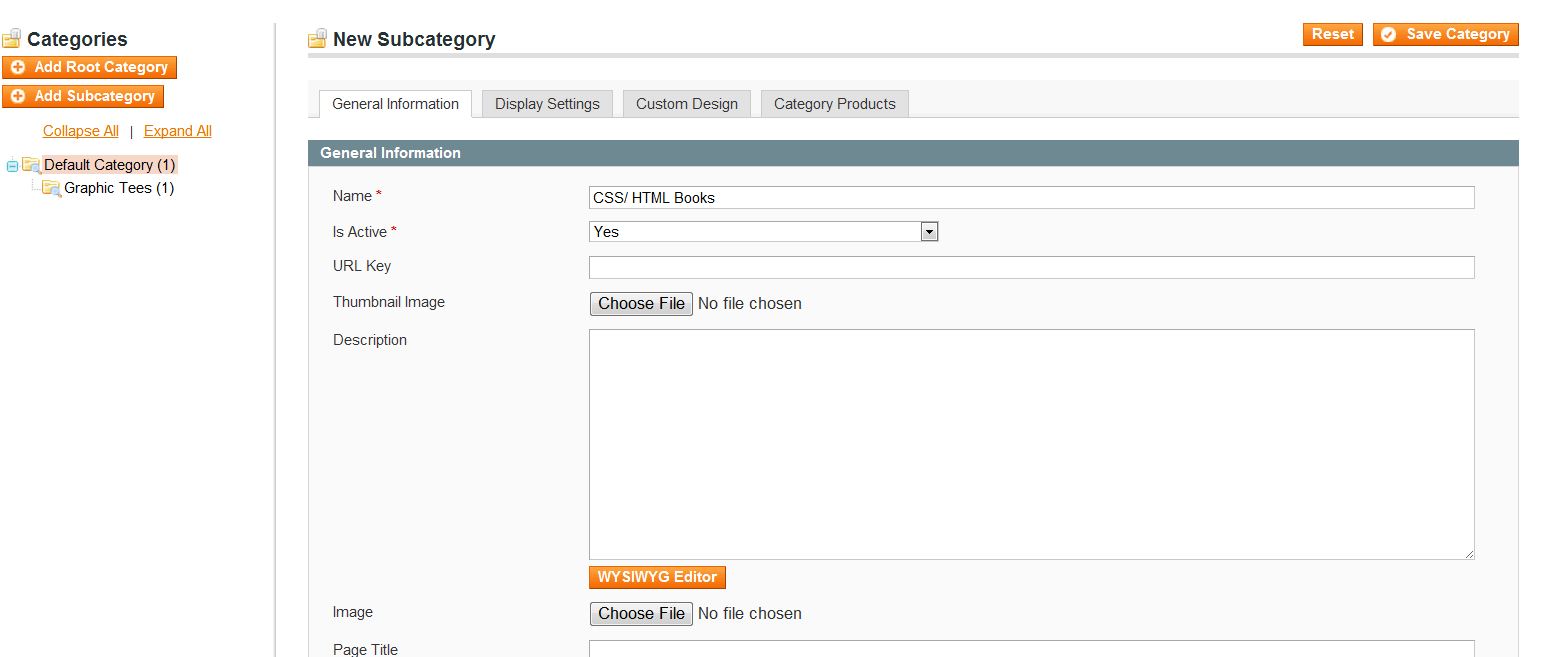 Categories
Add Root Category
Add Subcategory
Collapse All | Expand All
Default Category (1)
Graphic Tees (1)
New Subcategory
Reset
Save Category
General Information
Display Settings
Custom Design
Category Products
General Information
Name *
CSS/ HTML Books
Is Active *
Yes
URL Key
Thumbnail Image
Choose File No file chosen
Description
WYSIWYG Editor
Image
Choose File No file chosen
Page Title